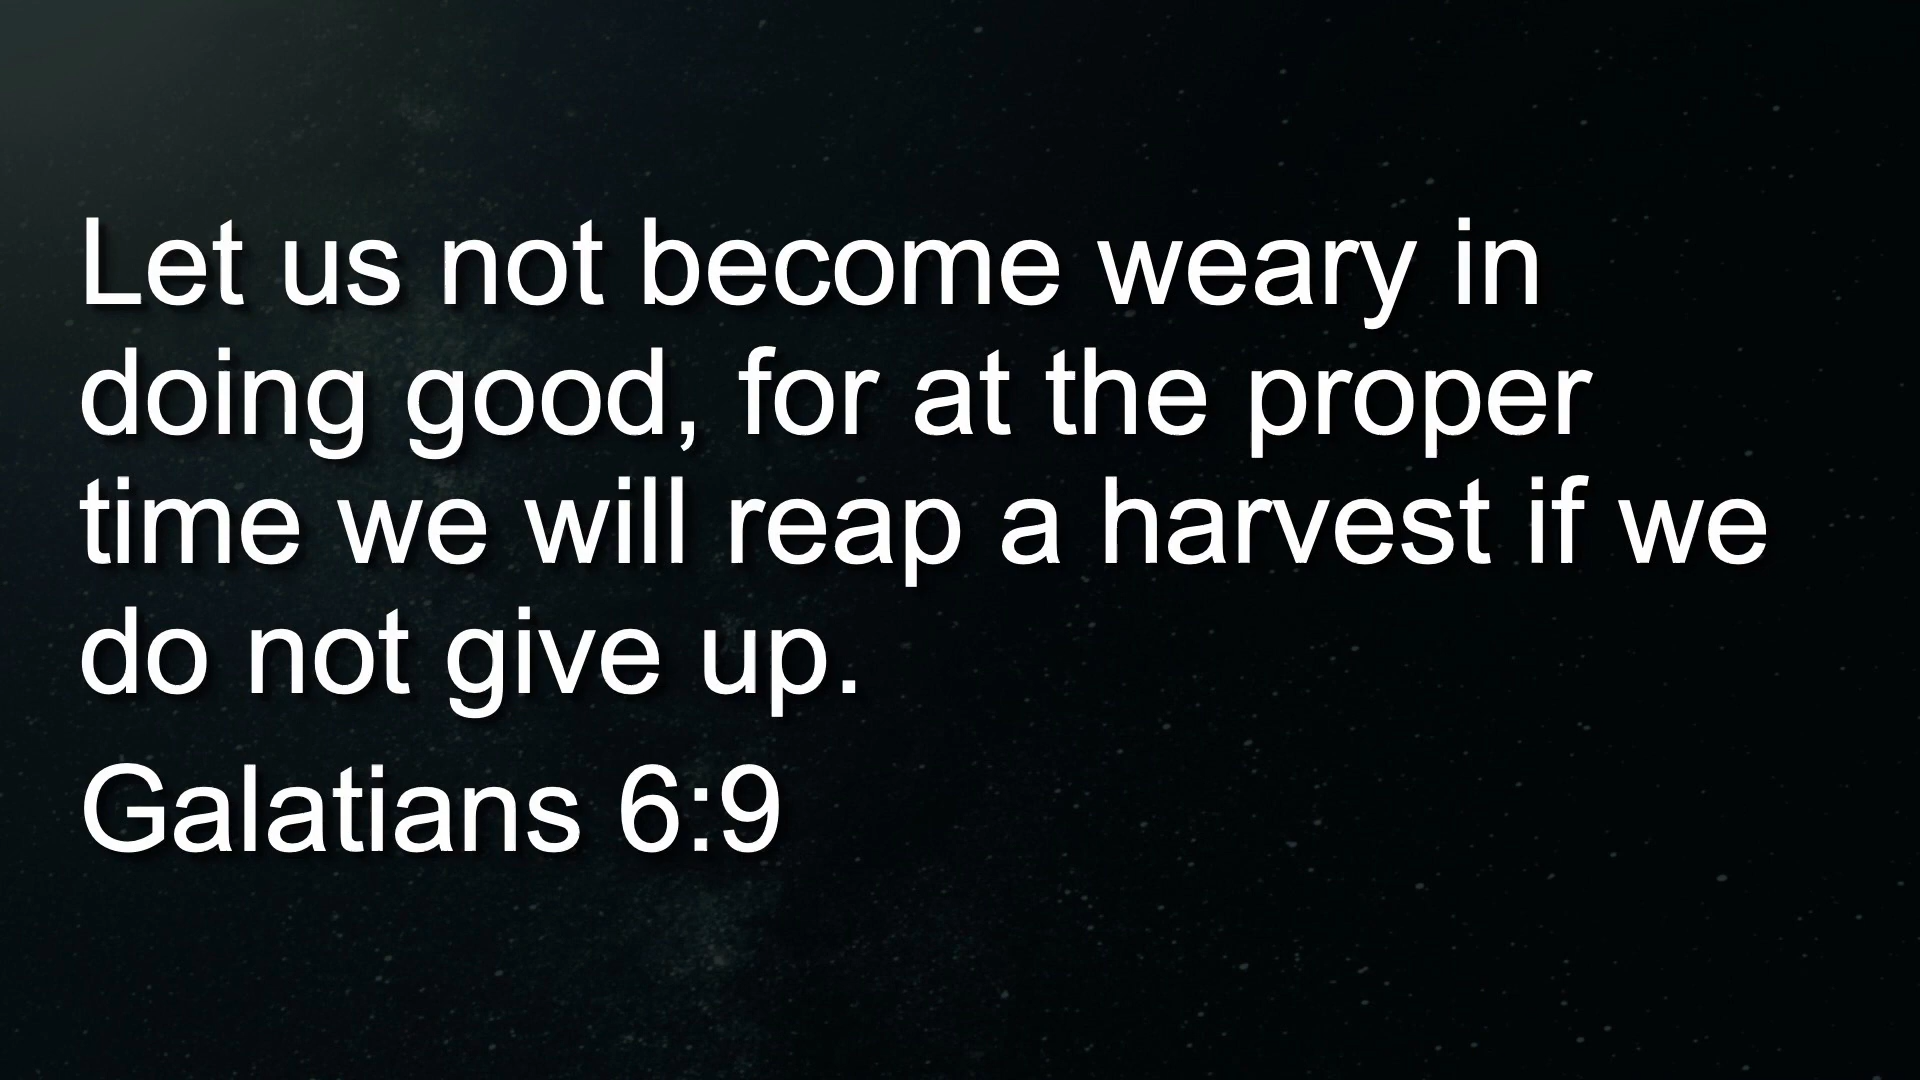 Let us not become weary in
doing good, for at the proper
time we will reap a harvest if we
do not give up.
Galatians 6:9